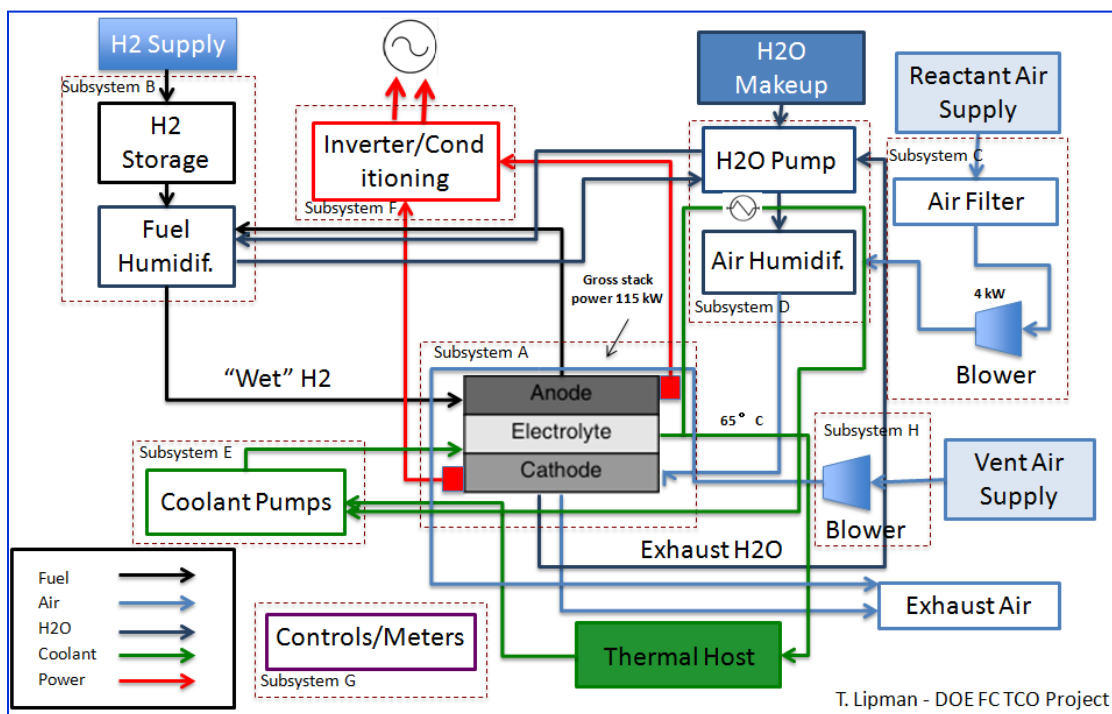 H2 Supply
Subsystem B
H2
Storage
Fuel
Humidif.
Inverter/Cond
itioning
Subsystem F
H2O
Makeup
H2O Pump
Air Humidif.
Subsystem D
Reactant Air
Supply
Subsystem C
Air Filter
4 kW
Blower
Gross stack
power 115 kW
Subsystem A
"Wet" H2
Anode
Electrolyte
Cathode
65° C
Subsystem E
Coolant Pumps
Subsystem H
Blower
Vent Air
Supply
Exhaust H2O
Exhaust Air
Fuel
Air
H2O
Coolant
Power
Controls/Meters
Subsystem G
Thermal Host
T. Lipman - DOE FC TCO Project